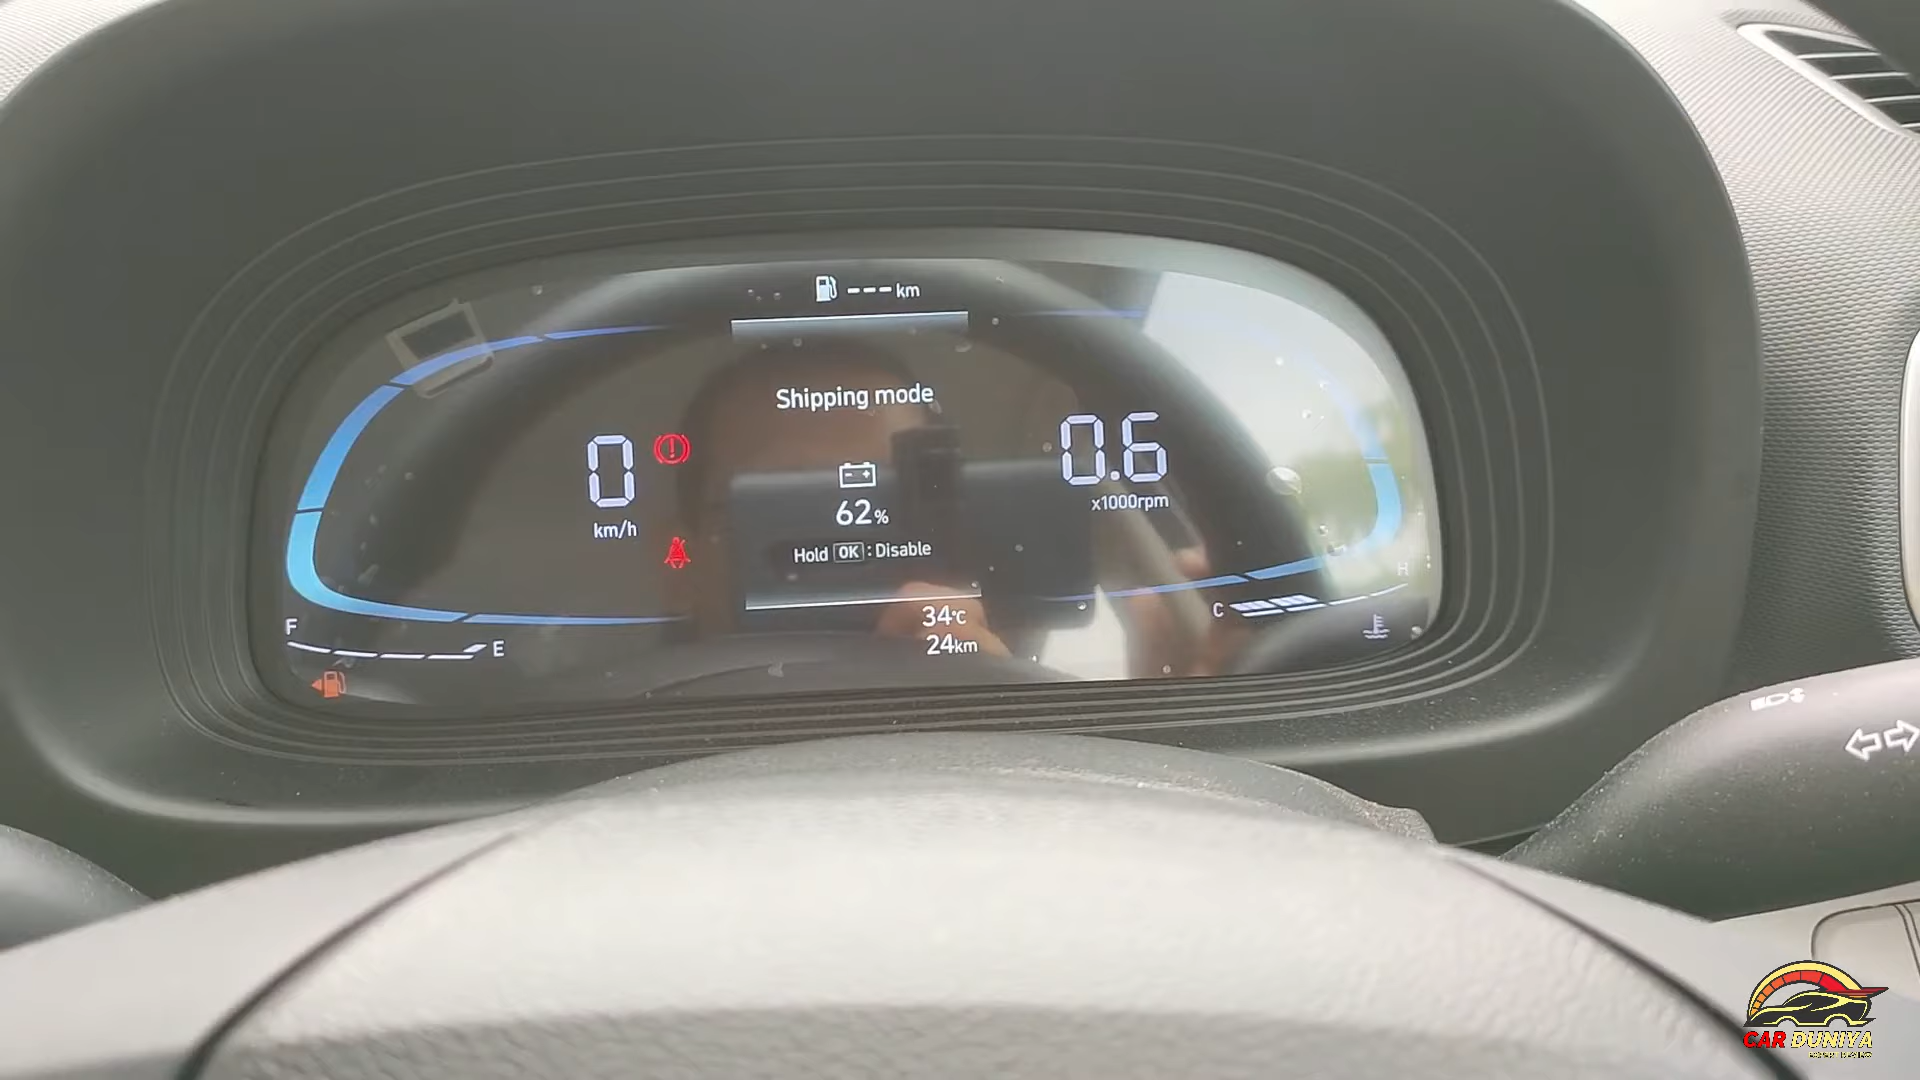 --- km
Shipping mode
0
km/h
0.6
x1000rpm
62%
Hold OK : Disable
34°C
24km
F
E
C
H
CAR DUNIYA